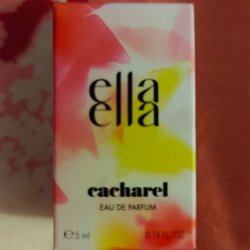 ella
ella
cacharel
EAU DE PARFUM
℮ 5 ml 0.16 FL.OZ.